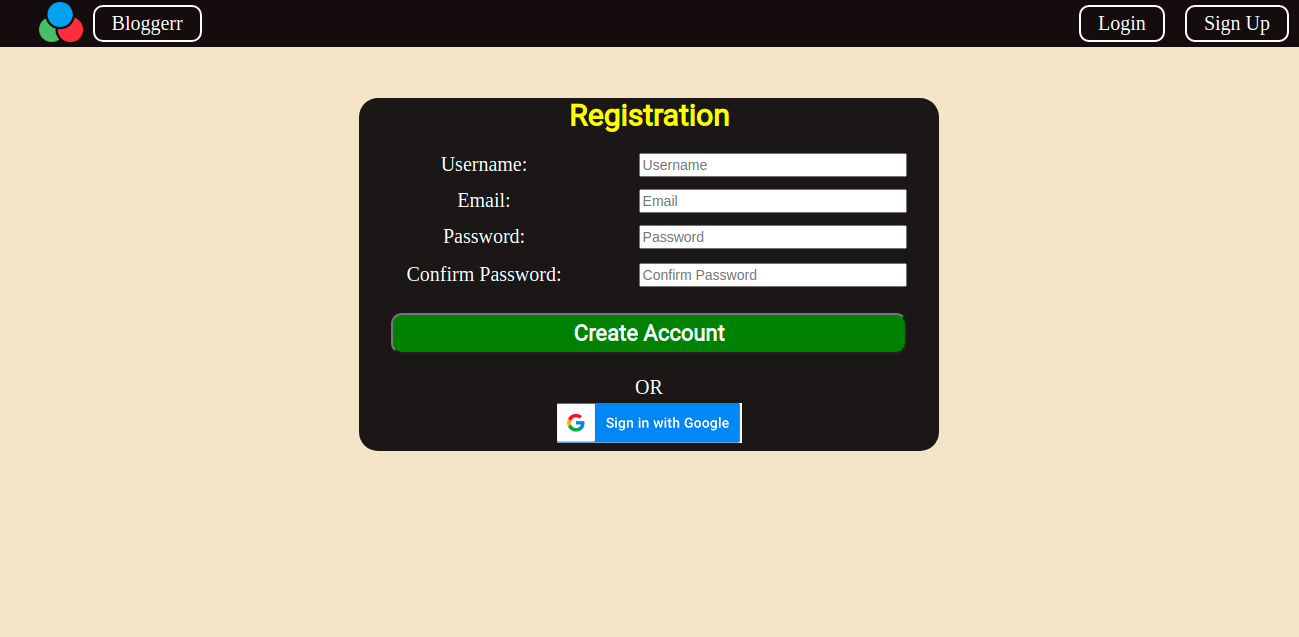 Bloggerr Login Sign Up
Registration
Username: Username
Email: Email
Password: Password
Confirm Password: Confirm Password
Create Account
OR
G Sign in with Google